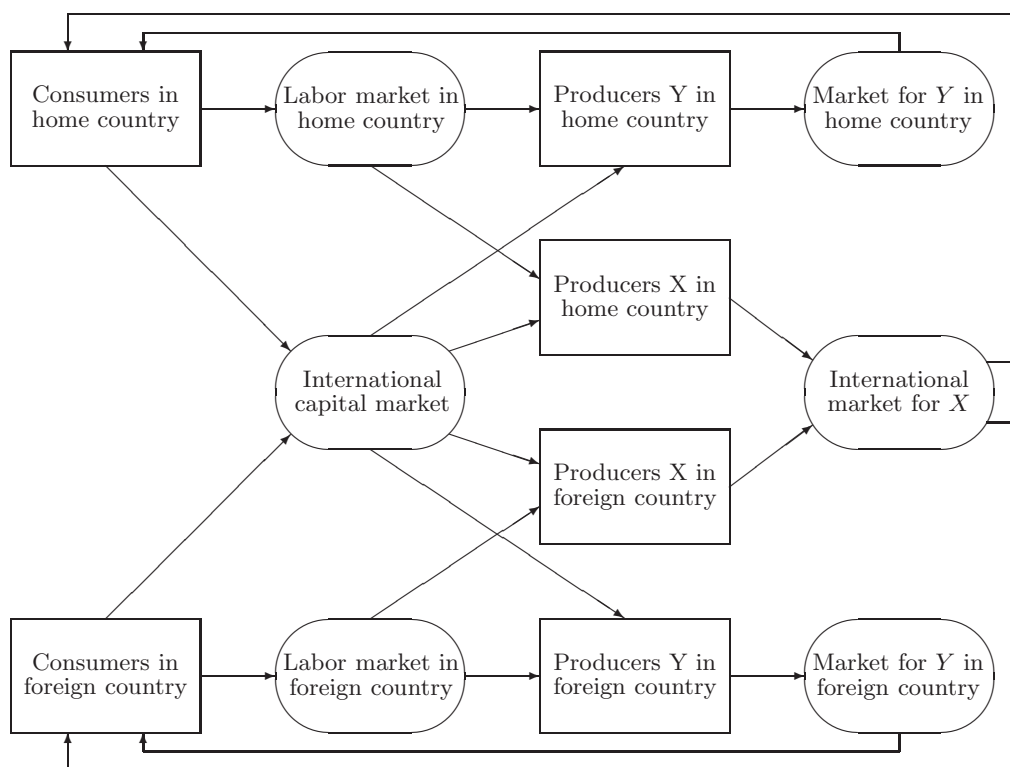 Consumers in
home country
Labor market in
home country
Producers Y in
home country
Market for Y in
home country
Producers X in
home country
International
capital market
International
market for X
Producers X in
foreign country
Consumers in
foreign country
Labor market in
foreign country
Producers Y in
foreign country
Market for Y in
foreign country